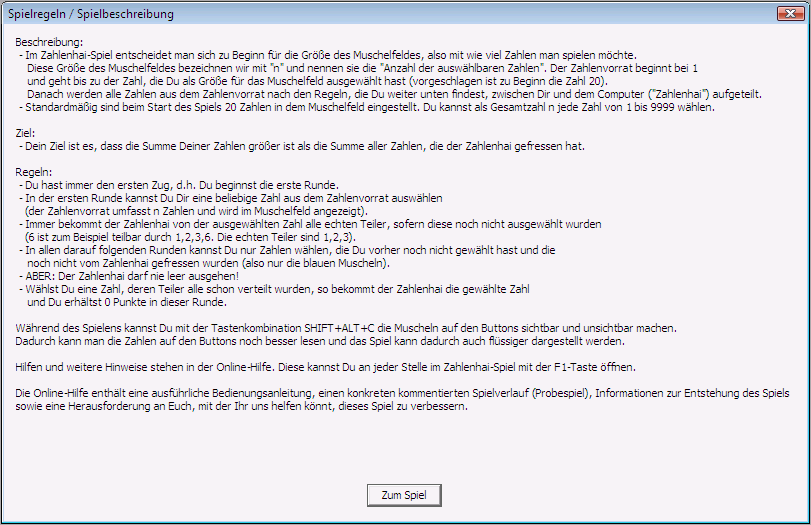 Spielregeln / Spielbeschreibung
Beschreibung:
- Im Zahlenhai-Spiel entscheidet man sich zu Beginn für die Größe des Muschelfeldes, also mit wie viel Zahlen man spielen möchte.
Diese Größe des Muschelfeldes bezeichnen wir mit "n" und nennen sie die "Anzahl der auswählbaren Zahlen". Der Zahlenvorrat beginnt bei 1
und geht bis zu der Zahl, die Du als Größe für das Muschelfeld ausgewählt hast (vorgeschlagen ist zu Beginn die Zahl 20).
Danach werden alle Zahlen aus dem Zahlenvorrat nach den Regeln, die Du weiter unten findest, zwischen Dir und dem Computer ("Zahlenhai") aufgeteilt.
- Standardmäßig sind beim Start des Spiels 20 Zahlen in dem Muschelfeld eingestellt. Du kannst als Gesamtzahl n jede Zahl von 1 bis 9999 wählen.
Ziel:
- Dein Ziel ist es, dass die Summe Deiner Zahlen größer ist als die Summe aller Zahlen, die der Zahlenhai gefressen hat.
Regeln:
- Du hast immer den ersten Zug, d.h. Du beginnst die erste Runde.
- In der ersten Runde kannst Du Dir eine beliebige Zahl aus dem Zahlenvorrat auswählen
(der Zahlenvorrat umfasst n Zahlen und wird im Muschelfeld angezeigt).
- Immer bekommt der Zahlenhai von der ausgewählten Zahl alle echten Teiler, sofern diese noch nicht ausgewählt wurden
(6 ist zum Beispiel teilbar durch 1,2,3,6. Die echten Teiler sind 1,2,3).
- In allen darauf folgenden Runden kannst Du nur Zahlen wählen, die Du vorher noch nicht gewählt hast und die
noch nicht vom Zahlenhai gefressen wurden (also nur die blauen Muscheln).
- ABER: Der Zahlenhai darf nie leer ausgehen!
- Wählst Du eine Zahl, deren Teiler alle schon verteilt wurden, so bekommt der Zahlenhai die gewählte Zahl
und Du erhältst 0 Punkte in dieser Runde.
Während des Spielens kannst Du mit der Tastenkombination SHIFT+ALT+C die Muscheln auf den Buttons sichtbar und unsichtbar machen.
Dadurch kann man die Zahlen auf den Buttons noch besser lesen und das Spiel kann dadurch auch flüssiger dargestellt werden.
Hilfen und weitere Hinweise stehen in der Online-Hilfe. Diese kannst Du an jeder Stelle im Zahlenhai-Spiel mit der F1-Taste öffnen.
Die Online-Hilfe enthält eine ausführliche Bedienungsanleitung, einen konkreten kommentierten Spielverlauf (Probespiel), Informationen zur Entstehung des Spiels
sowie eine Herausforderung an Euch, mit der Ihr uns helfen könnt, dieses Spiel zu verbessern.
Zum Spiel